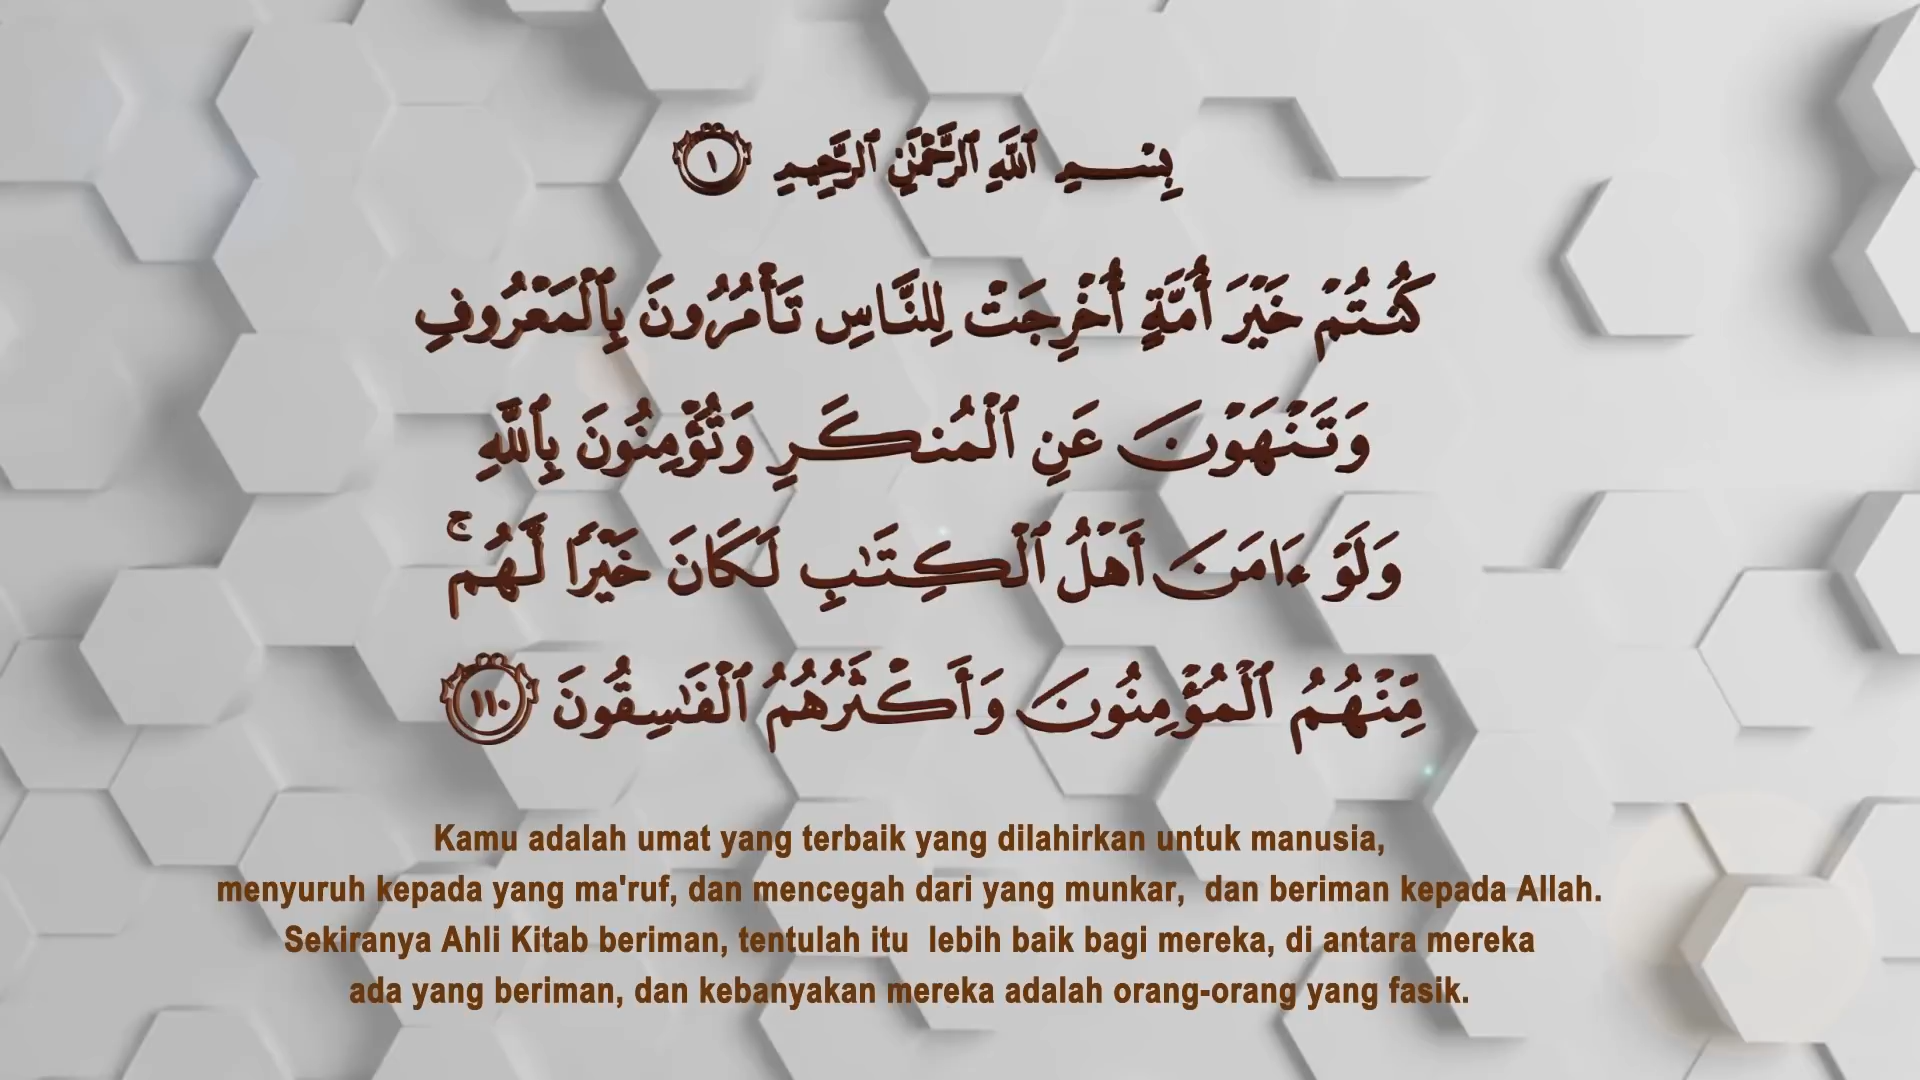 بِسْمِ ٱللَّهِ ٱلرَّحْمَٰنِ ٱلرَّحِيمِ ١
كُنتُمْ خَيْرَ أُمَّةٍ أُخْرِجَتْ لِلنَّاسِ تَأْمُرُونَ بِٱلْمَعْرُوفِ
وَتَنْهَوْنَ عَنِ ٱلْمُنكَرِ وَتُؤْمِنُونَ بِٱللَّهِ
وَلَوْ ءَامَنَ أَهْلُ ٱلْكِتَٰبِ لَكَانَ خَيْرًا لَّهُم ۚ
مِّنْهُمُ ٱلْمُؤْمِنُونَ وَأَكْثَرُهُمُ ٱلْفَٰسِقُونَ ١١٠
Kamu adalah umat yang terbaik yang dilahirkan untuk manusia,
menyuruh kepada yang ma'ruf, dan mencegah dari yang munkar, dan beriman kepada Allah.
Sekiranya Ahli Kitab beriman, tentulah itu lebih baik bagi mereka, di antara mereka
ada yang beriman, dan kebanyakan mereka adalah orang-orang yang fasik.